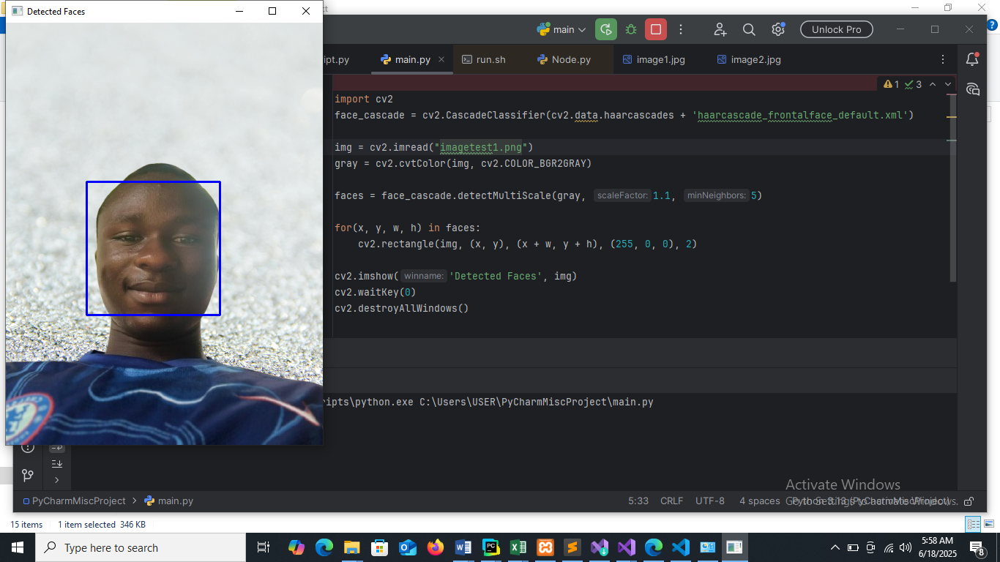 Detected Faces
ct
main
Unlock Pro
ipt.py
main.py
run.sh
Node.py
image1.jpg
image2.jpg
1 3
import cv2
face_cascade = cv2.CascadeClassifier(cv2.data.haarcascades + 'haarcascade_frontalface_default.xml')
img = cv2.imread("imagetest1.png")
gray = cv2.cvtColor(img, cv2.COLOR_BGR2GRAY)
faces = face_cascade.detectMultiScale(gray, scaleFactor: 1.1, minNeighbors: 5)
for(x, y, w, h) in faces:
cv2.rectangle(img, (x, y), (x + w, y + h), (255, 0, 0), 2)
cv2.imshow( winname: 'Detected Faces', img)
cv2.waitKey(0)
cv2.destroyAllWindows()
ripts\python.exe C:\Users\USER\PyCharmMiscProject\main.py
Activate Windows
Go to Settings to activate Windows.
PyCharmMiscProject > main.py
5:33 CRLF UTF-8 4 spaces Python 3.13 (PyCharmMiscProject)
15 items 1 item selected 346 KB
Type here to search
5:58 AM
6/18/2025
8